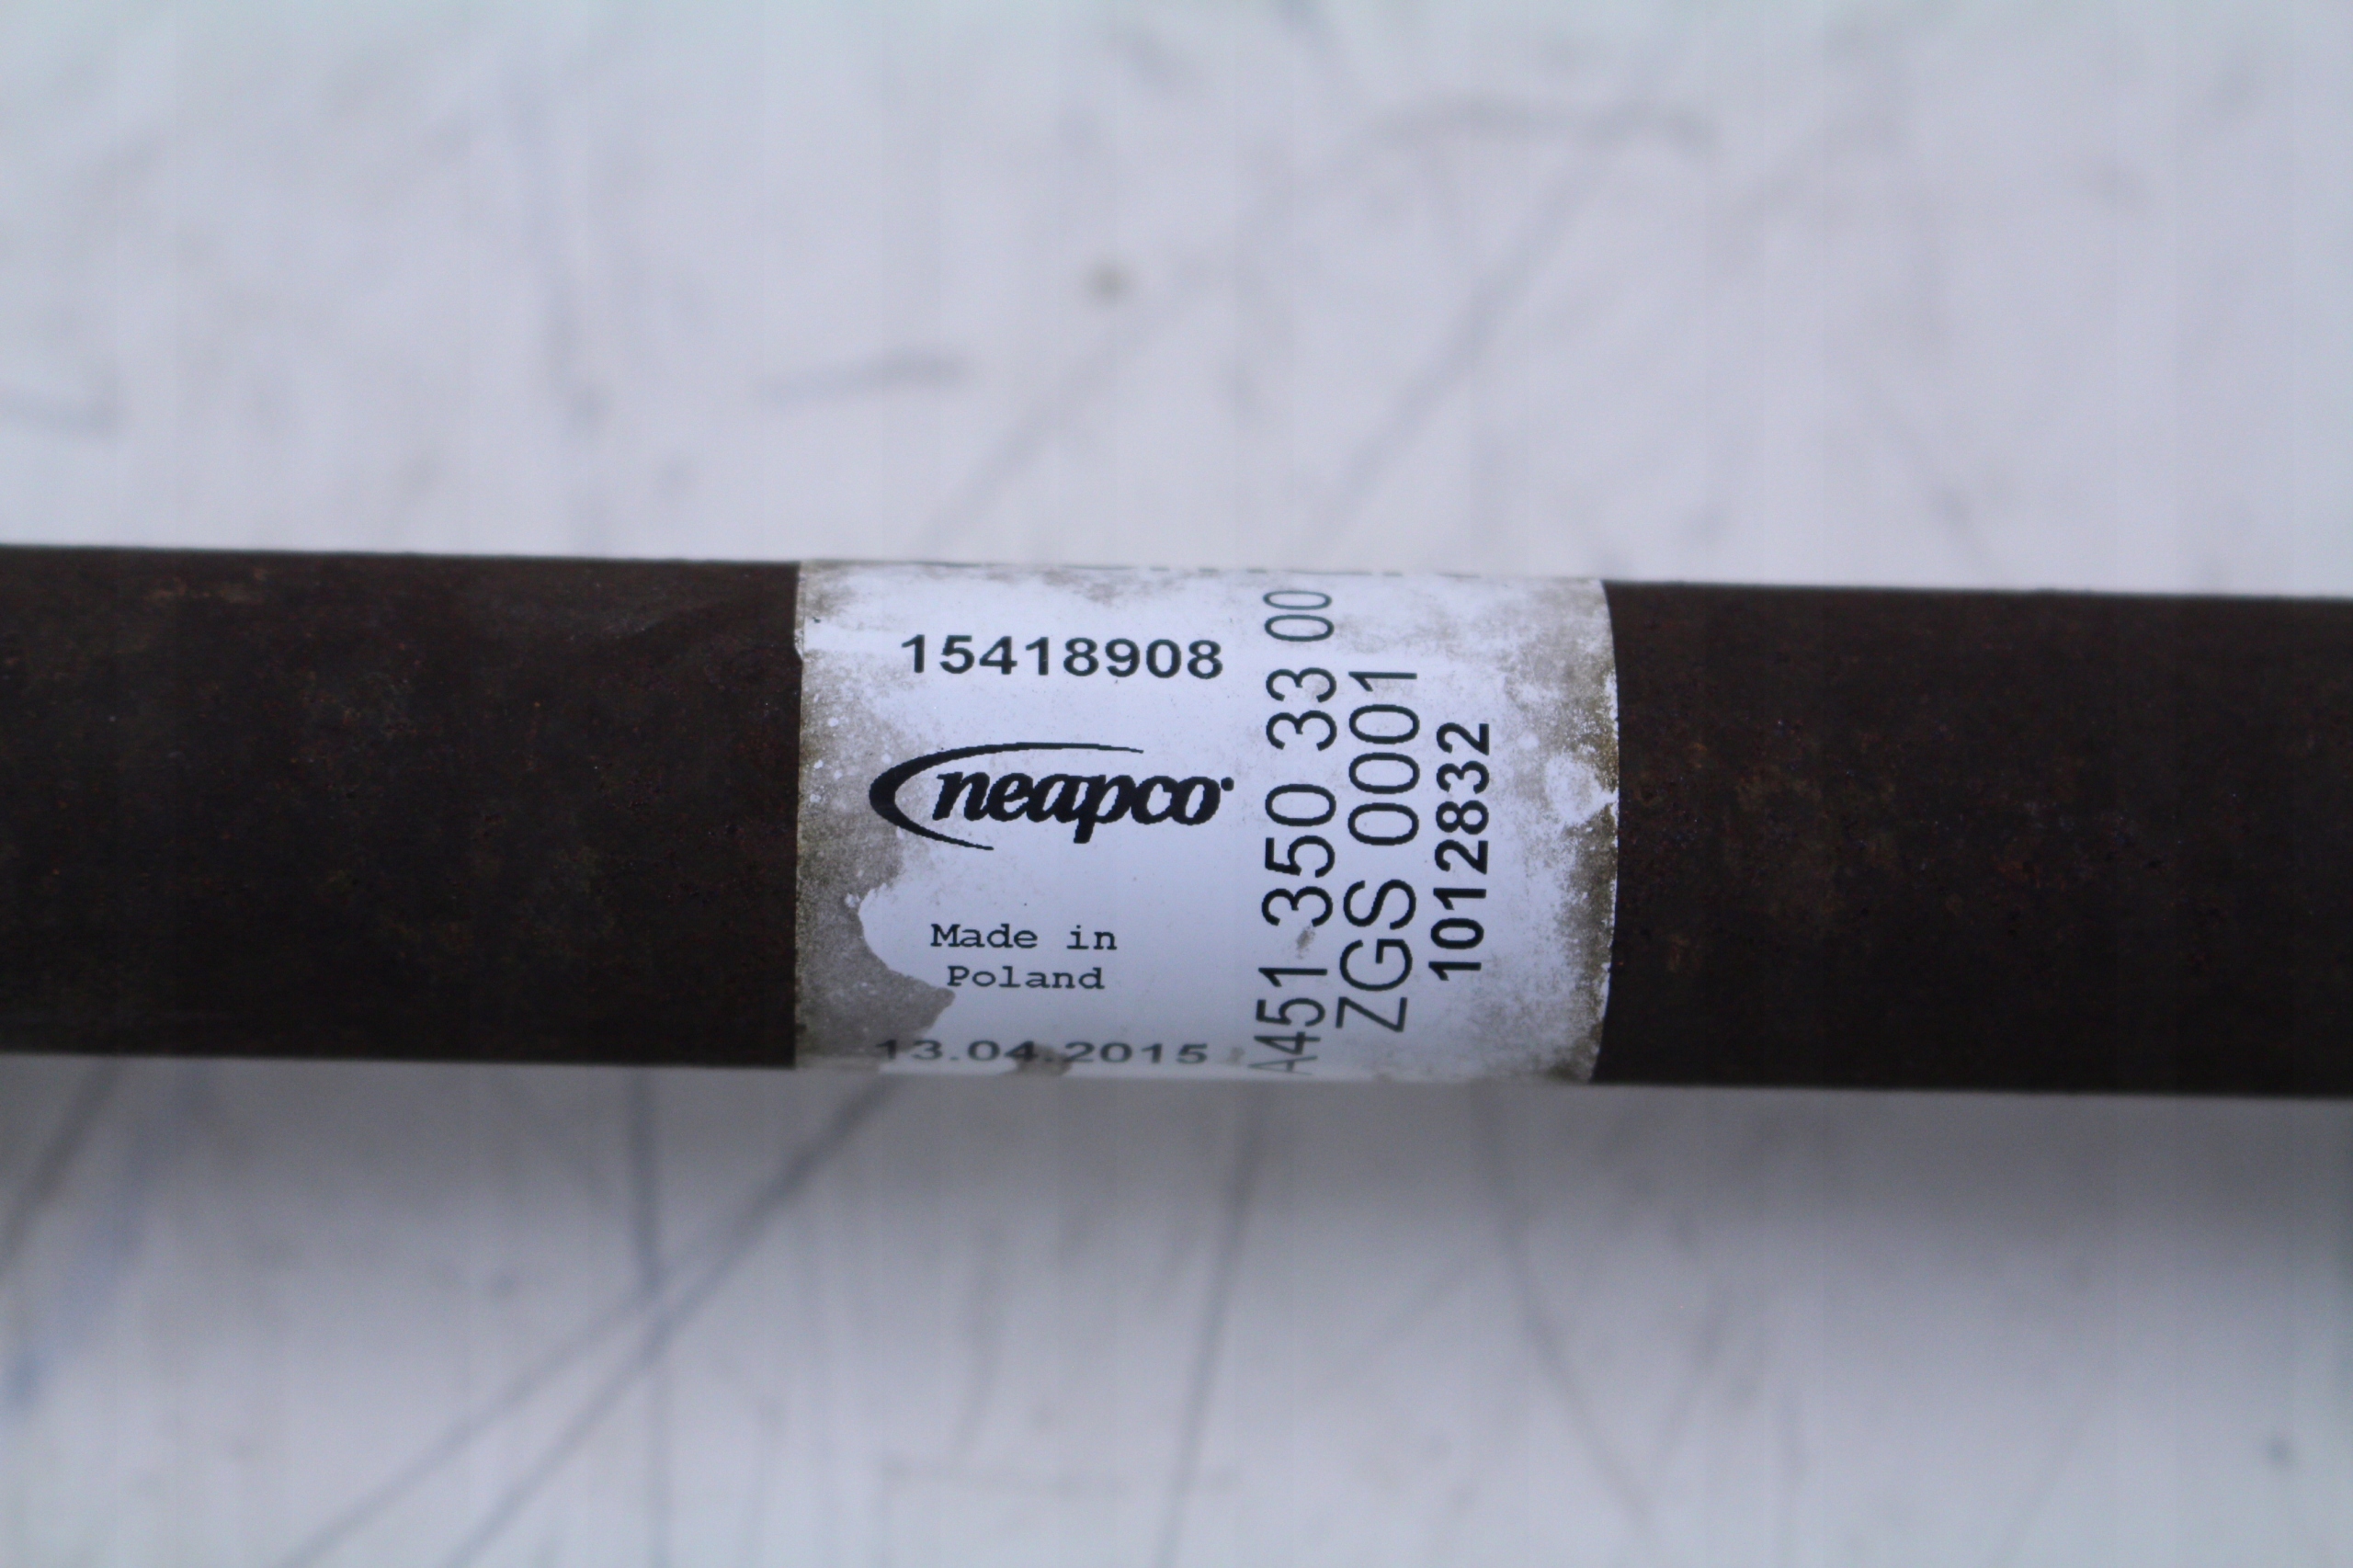 15418908
neapco
Made in
Poland
13.04.2015
A451 350 33 00
ZGS 0001
10128832